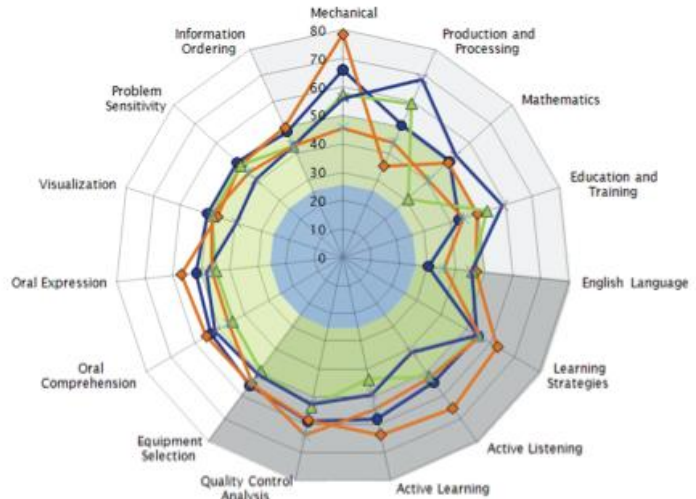 Mechanical
Information
Ordering
Production and
Processing
Problem
Sensitivity
Mathematics
Visualization
Education and
Training
Oral Expression
English Language
Oral
Comprehension
Learning
Strategies
Equipment
Selection
Active Listening
Quality Control
Analysis
Active Learning
80
70
60
50
40
30
20
10
0